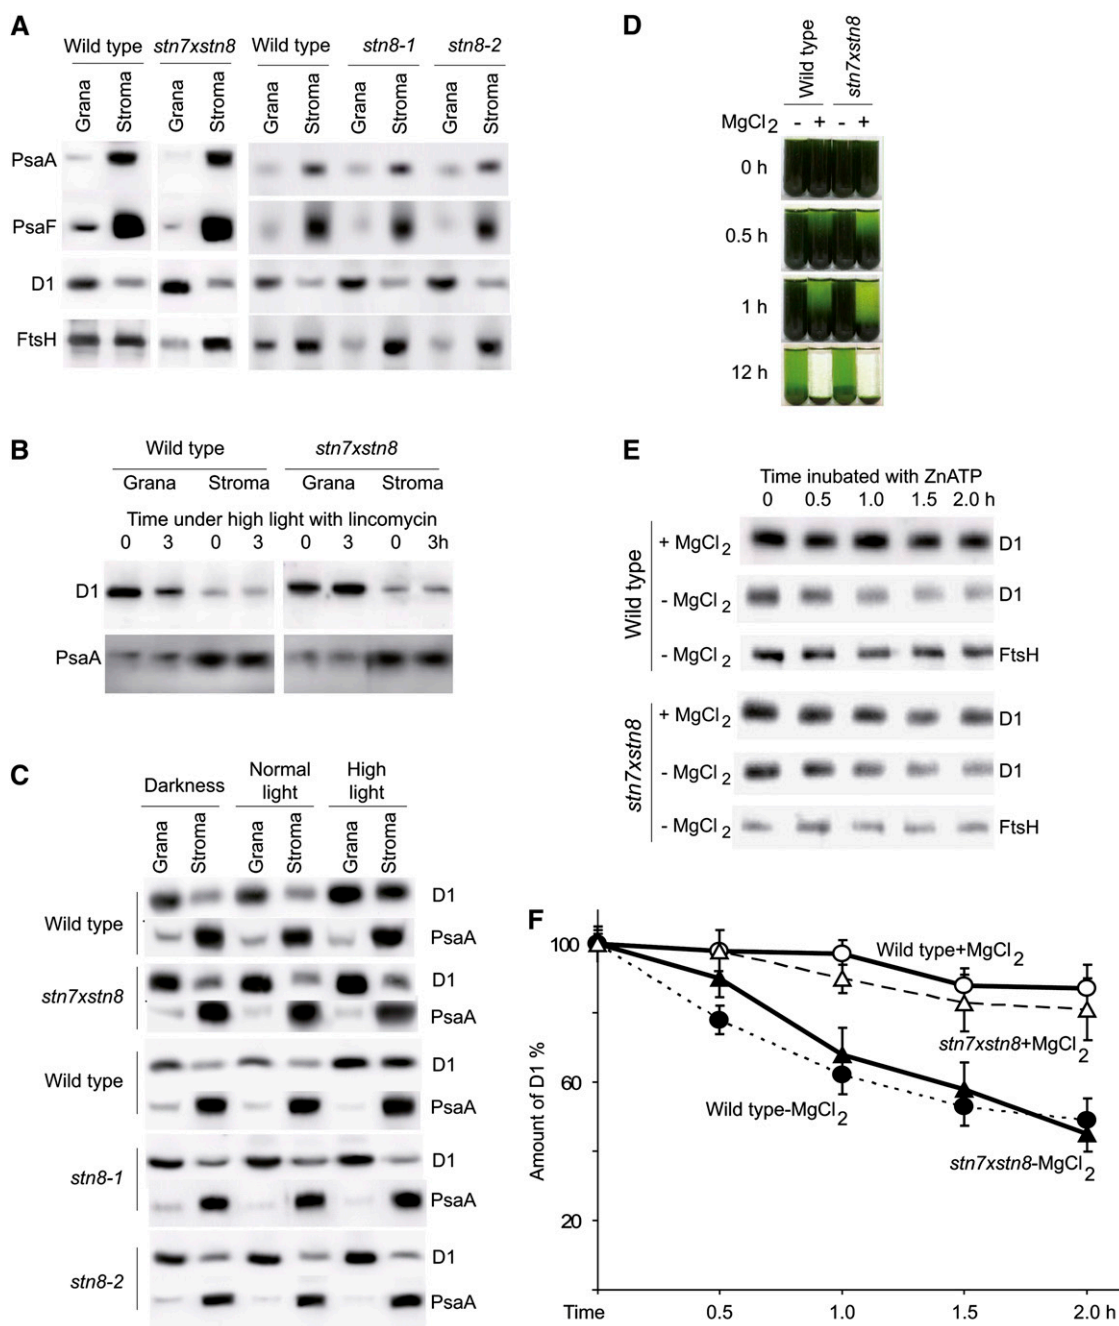 A
Wild type stn7xstn8 Wild type stn8-1 stn8-2
Grana Stroma Grana Stroma Grana Stroma Grana Stroma Grana Stroma
PsaA
PsaF
D1
FtsH
B
Wild type stn7xstn8
Grana Stroma Grana Stroma
Time under high light with lincomycin
0 3 0 3 0 3 0 3h
D1
PsaA
C
Darkness Normal light High light
Grana Stroma Grana Stroma Grana Stroma
Wild type
D1
PsaA
stn7xstn8
D1
PsaA
Wild type
D1
PsaA
stn8-1
D1
PsaA
stn8-2
D1
PsaA
D
Wild type stn7xstn8
MgCl2 - + - +
0 h
0.5 h
1 h
12 h
E
Time inubated with ZnATP
0 0.5 1.0 1.5 2.0 h
Wild type
+ MgCl2 D1
- MgCl2 D1
- MgCl2 FtsH
stn7xstn8
+ MgCl2 D1
- MgCl2 D1
- MgCl2 FtsH
F
Amount of D1 %
100
60
20
Wild type+MgCl2
stn7xstn8+MgCl2
Wild type-MgCl2
stn7xstn8-MgCl2
Time 0.5 1.0 1.5 2.0 h